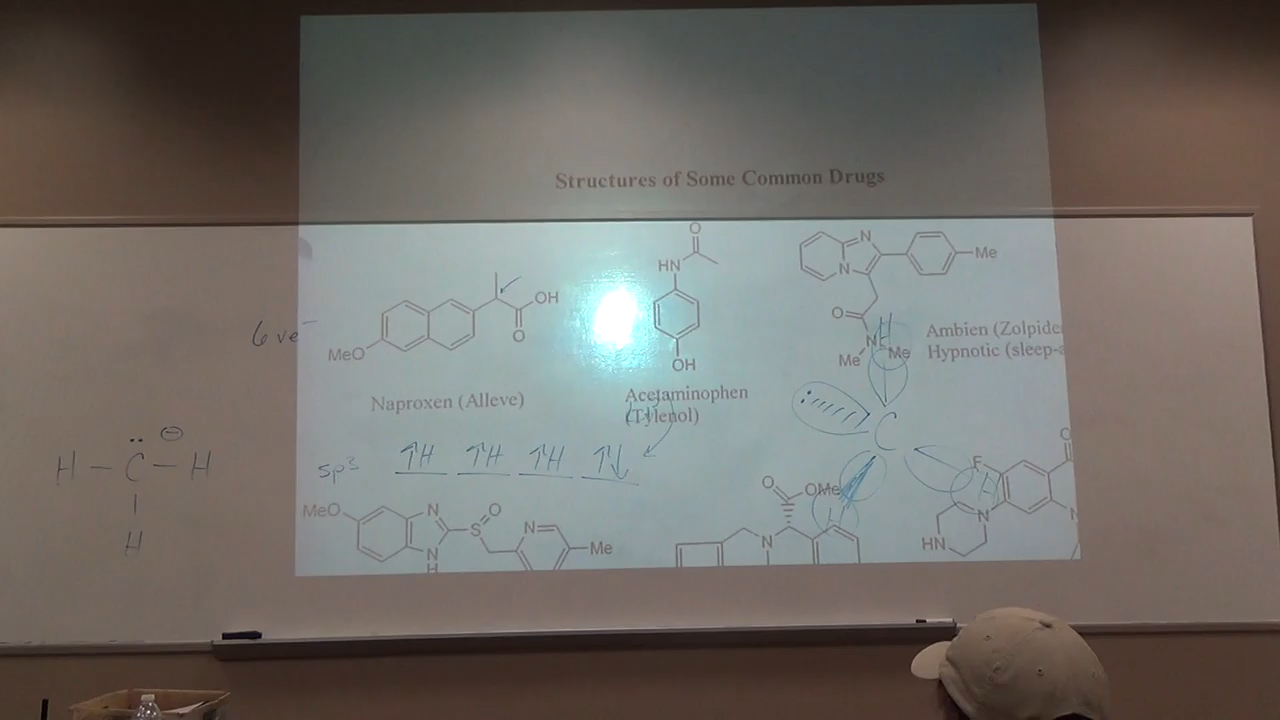 Structures of Some Common Drugs
O
HN
OH
Acetaminophen
(Tylenol)
OH
O
MeO
Naproxen (Alleve)
N
N
Me
O
N
Me
Me
H
Ambien (Zolpide
Hypnotic (sleep-a
6 ve⁻
H – C – H
H
⊖
sp³
↑H ↑H ↑H ↑↓
C
H
H
MeO
N
N
H
S
O
N
Me
O
OMe
N
F
O
N
HN
N